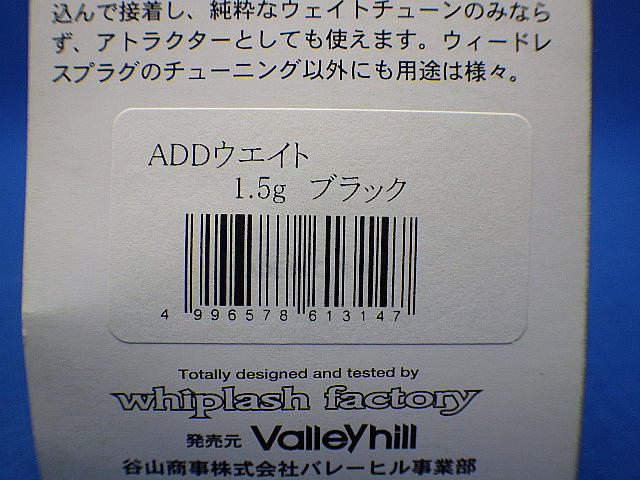 込んで接着し、純粋なウェイトチューンのみなら
ず、アトラクターとしても使えます。ウィードレ
スプラグのチューニング以外にも用途は様々。
ADDウエイト
1.5g ブラック
4 996578 613147
Totally designed and tested by
whiplash factory
発売元 Valleyhill
谷山商事株式会社バレーヒル事業部